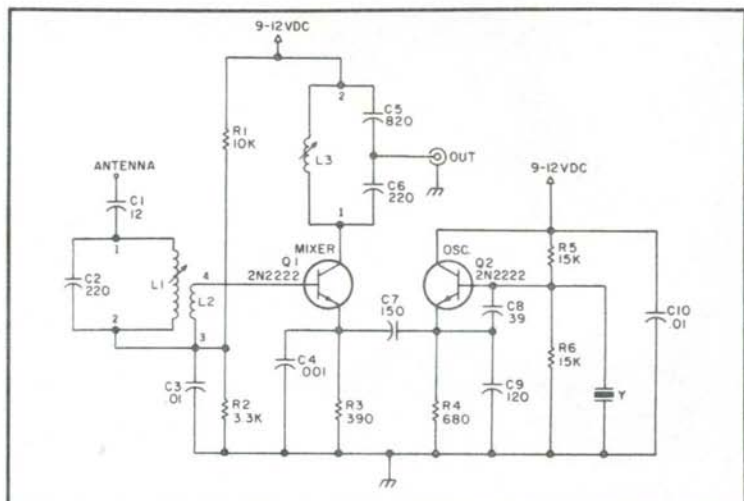 9-12VDC
2
C5
820
R1
10K
L3
OUT
ANTENNA
C6
220
9-12VDC
C1
12
1
MIXER
OSC.
R5
15K
1
Q1
2N2222
Q2
2N2222
C2
220
L1
4
L2
C7
150
C8
39
C10
.01
2
3
R6
15K
C4
.001
C3
.01
R2
3.3K
R3
390
R4
680
C9
120
Y